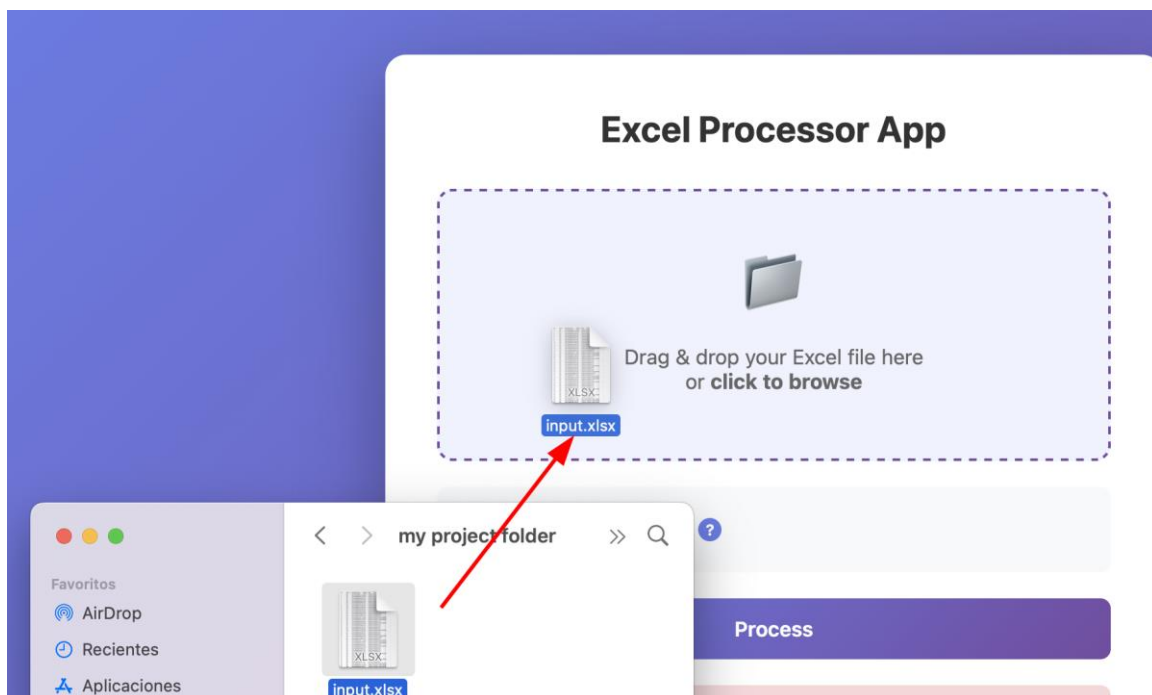 Excel Processor App
Drag & drop your Excel file here
or click to browse
XLSX
input.xlsx
my project folder
?
Favoritos
AirDrop
Recientes
Aplicaciones
XLSX
input.xlsx
Process